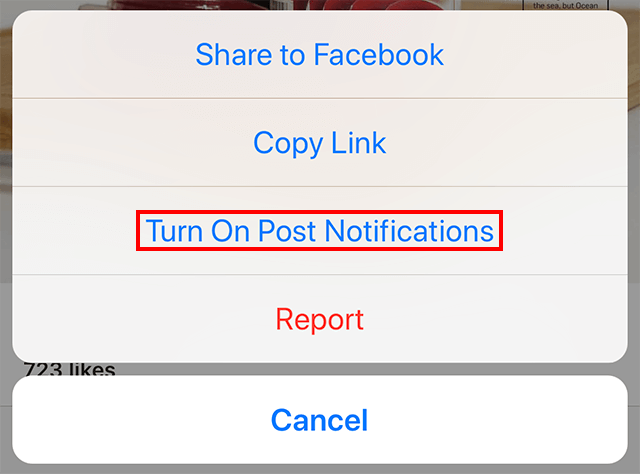 the sea, but Ocean
Share to Facebook
Copy Link
Turn On Post Notifications
Report
723 likes
Cancel